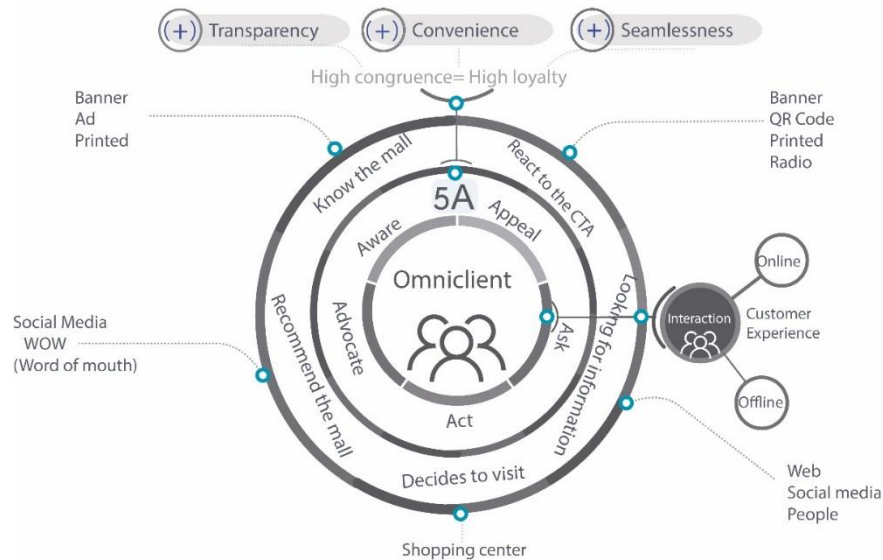 (+) Transparency
(+) Convenience
(+) Seamlessness
High congruence= High loyalty
Banner
Ad
Printed
Banner
QR Code
Printed
Radio
Know the mall
React to the CTA
5A
Aware
Appeal
Omniclient
Advocate
Ask
Act
Recommend the mall
Looking for information
Decides to visit
Online
Interaction
Customer
Experience
Offline
Social Media
WOW
(Word of mouth)
Web
Social media
People
Shopping center